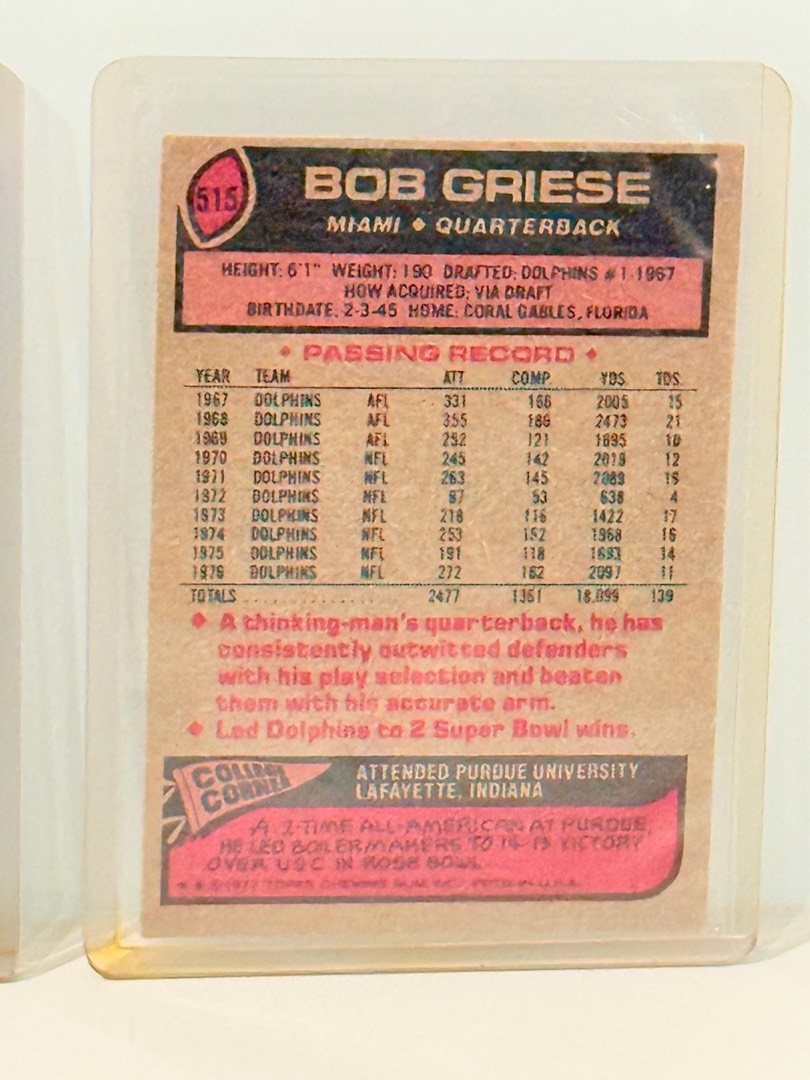 515
BOB GRIESE
MIAMI ♦ QUARTERBACK
HEIGHT: 6'1" WEIGHT: 190 DRAFTED: DOLPHINS #1-1967
HOW ACQUIRED: VIA DRAFT
BIRTHDATE: 2-3-45 HOME: CORAL GABLES, FLORIDA
♦ PASSING RECORD ♦
YEAR TEAM ATT COMP YDS TDS
1967 DOLPHINS AFL 331 166 2005 15
1968 DOLPHINS AFL 355 186 2473 21
1969 DOLPHINS AFL 252 121 1695 10
1970 DOLPHINS NFL 245 142 2019 12
1971 DOLPHINS NFL 263 145 2089 19
1972 DOLPHINS NFL 97 53 638 4
1973 DOLPHINS NFL 218 116 1422 17
1974 DOLPHINS NFL 253 152 1968 16
1975 DOLPHINS NFL 191 118 1693 14
1976 DOLPHINS NFL 272 162 2097 11
TOTALS .............. 2477 1361 18,099 139
♦ A thinking-man's quarterback, he has
consistently outwitted defenders
with his play selection and beaten
them with his accurate arm.
♦ Led Dolphins to 2 Super Bowl wins.
COLLEGE
CORNER
ATTENDED PURDUE UNIVERSITY
LAFAYETTE, INDIANA
A 2-TIME ALL-AMERICAN AT PURDUE,
HE LED BOILERMAKERS TO 14-13 VICTORY
OVER USC IN ROSE BOWL.
* * © 1977 TOPPS CHEWING GUM, INC. PRTD. IN U.S.A.